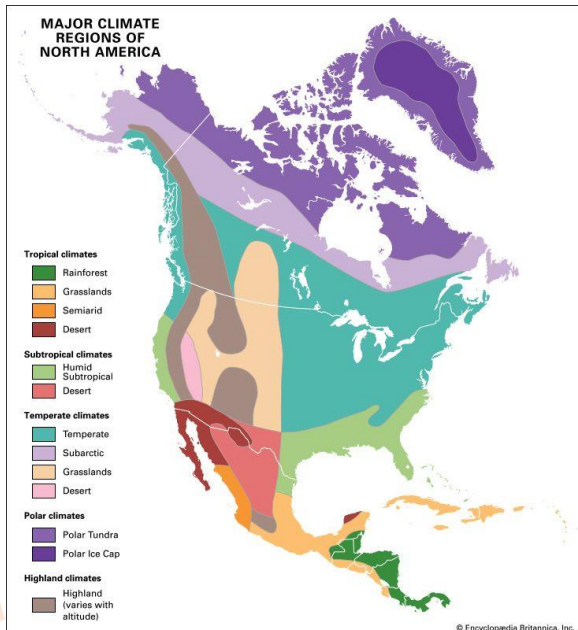 MAJOR CLIMATE
REGIONS OF
NORTH AMERICA
Tropical climates
Rainforest
Grasslands
Semiarid
Desert
Subtropical climates
Humid
Subtropical
Desert
Temperate climates
Temperate
Subarctic
Grasslands
Desert
Polar climates
Polar Tundra
Polar Ice Cap
Highland climates
Highland
(varies with
altitude)
© Encyclopædia Britannica, Inc.